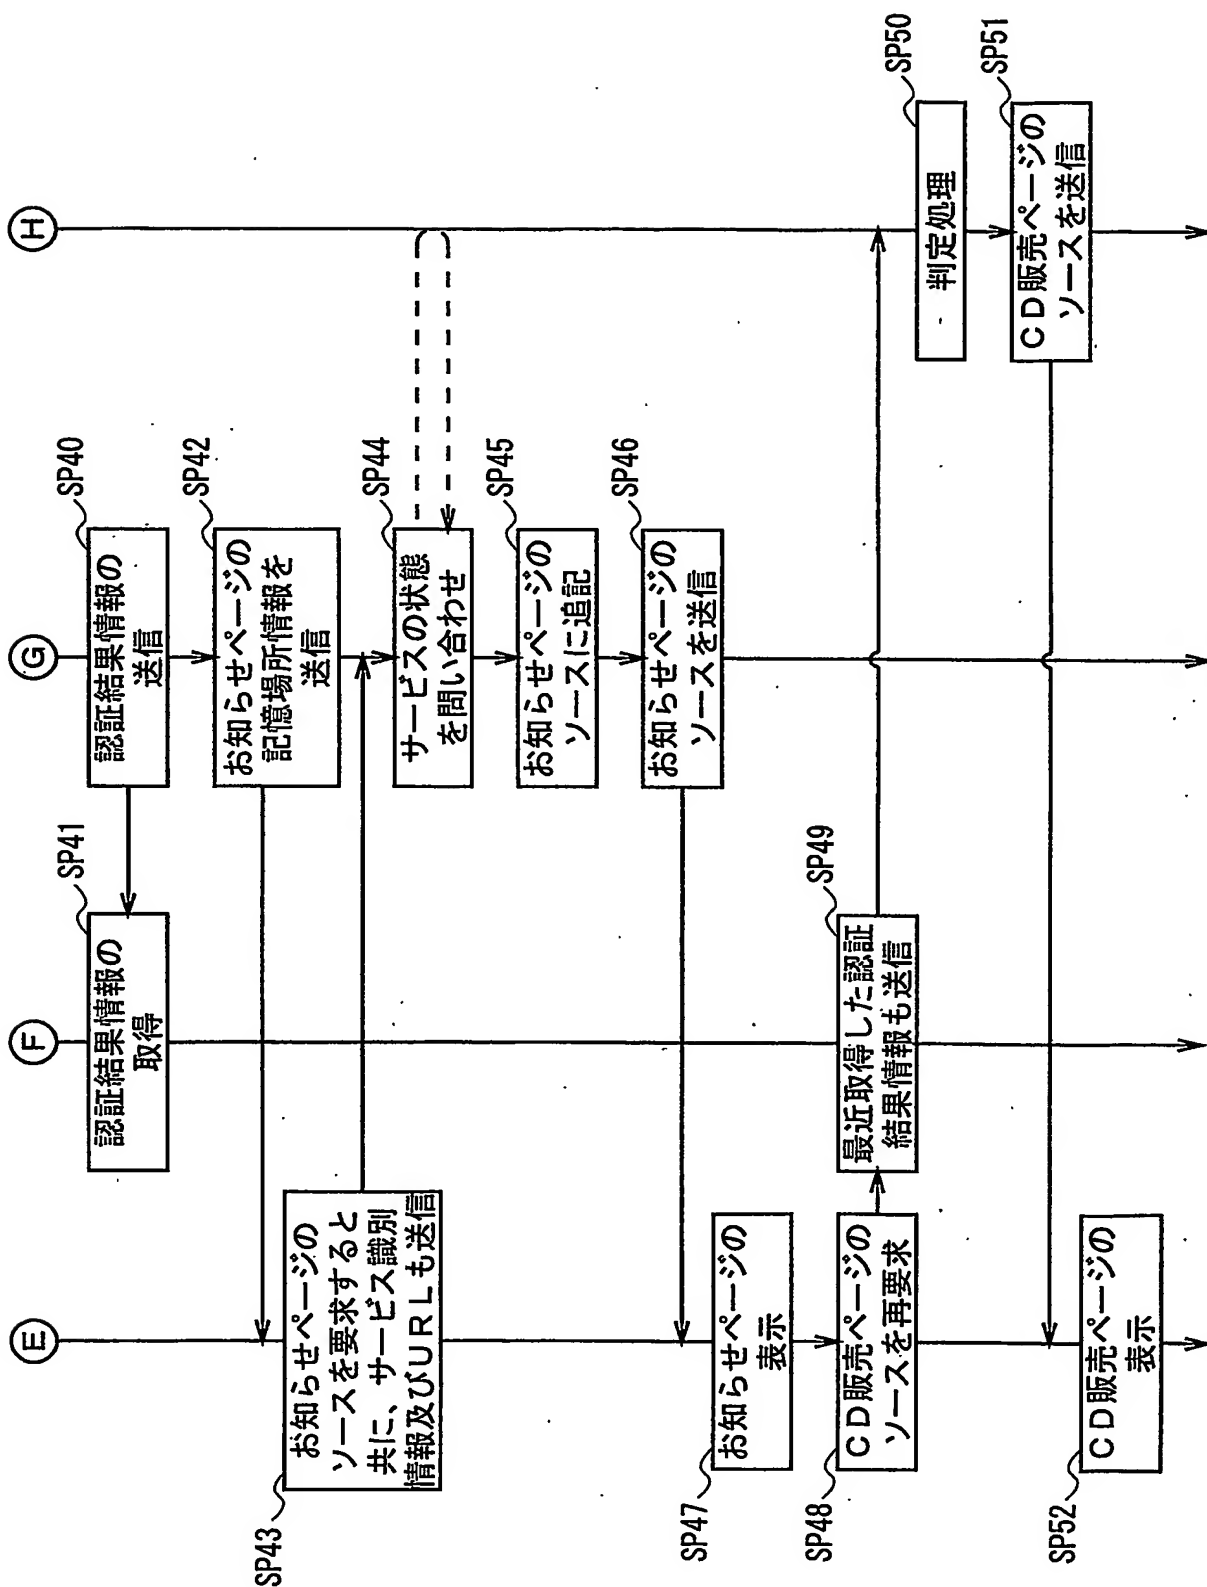 E
F
G
H
SP40
認証結果情報の
送信
SP41
認証結果情報の
取得
SP42
お知らせページの
記憶場所情報を
送信
SP43
お知らせページの
ソースを要求すると
共に、サービス識別
情報及びURLも送信
SP44
サービスの状態
を問い合わせ
SP45
お知らせページの
ソースに追記
SP46
お知らせページの
ソースを送信
SP47
お知らせページの
表示
SP48
CD販売ページの
ソースを再要求
SP49
最近取得した認証
結果情報も送信
SP50
判定処理
SP51
CD販売ページの
ソースを送信
SP52
CD販売ページの
表示